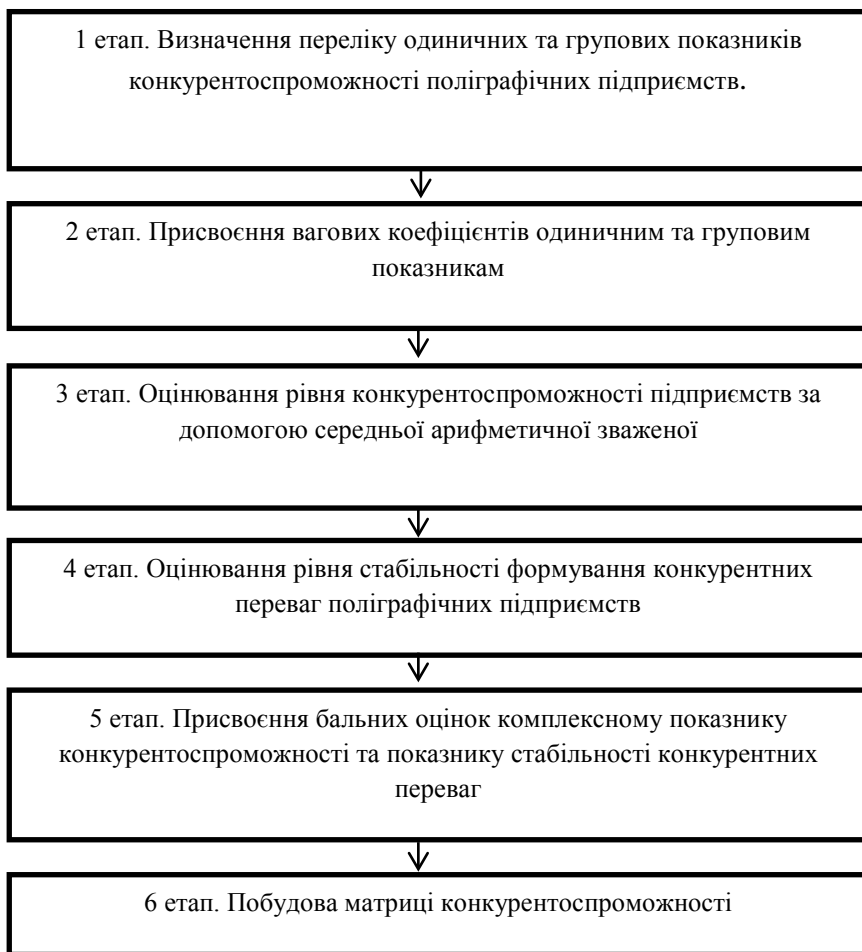 1 етап. Визначення переліку одиничних та групових показників
конкурентоспроможності поліграфічних підприємств.
2 етап. Присвоєння вагових коефіцієнтів одиничним та груповим
показникам
3 етап. Оцінювання рівня конкурентоспроможності підприємств за
допомогою середньої арифметичної зваженої
4 етап. Оцінювання рівня стабільності формування конкурентних
переваг поліграфічних підприємств
5 етап. Присвоєння бальних оцінок комплексному показнику
конкурентоспроможності та показнику стабільності конкурентних
переваг
6 етап. Побудова матриці конкурентоспроможності